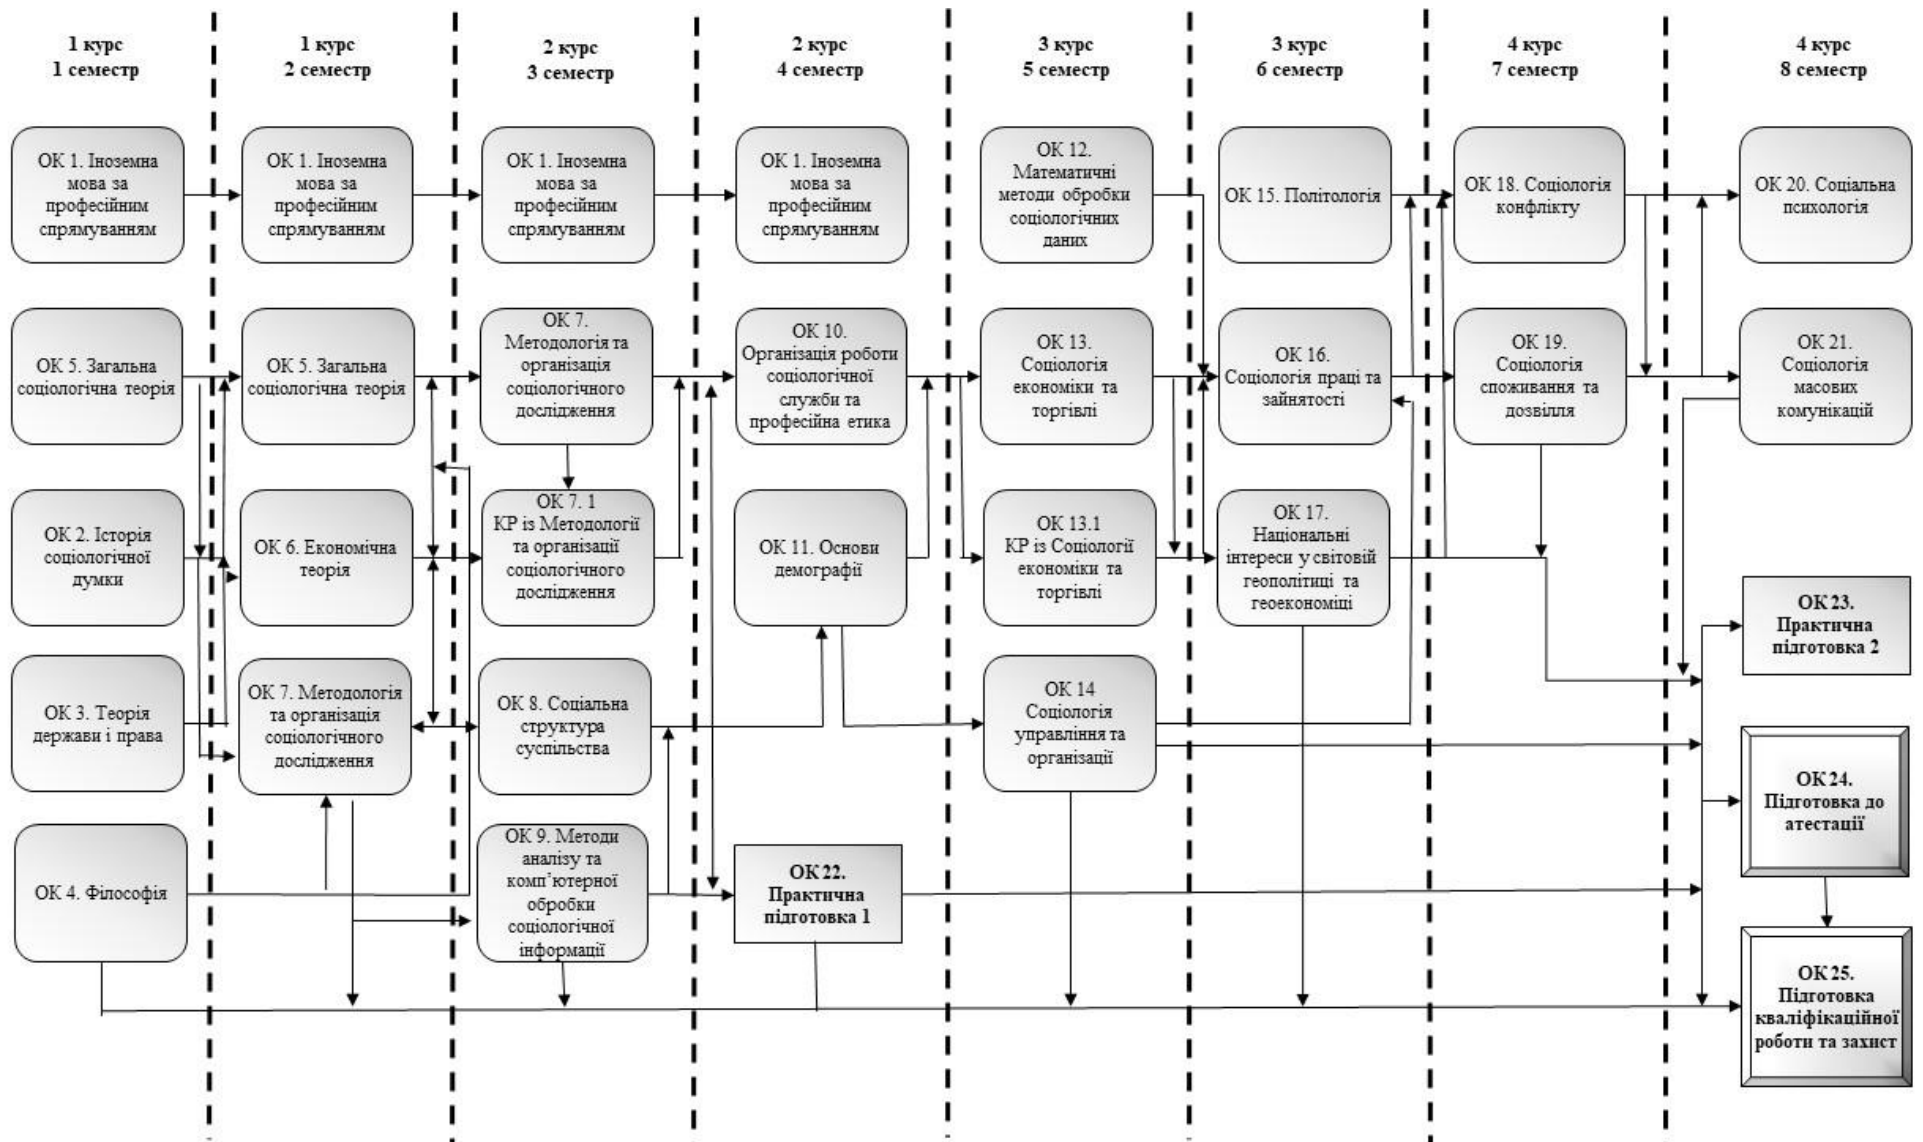 1 курс
1 семестр
1 курс
2 семестр
2 курс
3 семестр
2 курс
4 семестр
3 курс
5 семестр
3 курс
6 семестр
4 курс
7 семестр
4 курс
8 семестр
ОК 1. Іноземна
мова за
професійним
спрямуванням
ОК 5. Загальна
соціологічна теорія
ОК 2. Історія
соціологічної
думки
ОК 3. Теорія
держави і права
ОК 4. Філософія
ОК 1. Іноземна
мова за
професійним
спрямуванням
ОК 5. Загальна
соціологічна теорія
ОК 6. Економічна
теорія
ОК 7. Методологія
та організація
соціологічного
дослідження
ОК 1. Іноземна
мова за
професійним
спрямуванням
ОК 7.
Методологія та
організація
соціологічного
дослідження
ОК 7. 1
КР із Методології
та організації
соціологічного
дослідження
ОК 8. Соціальна
структура
суспільства
ОК 9. Методи
аналізу та
комп’ютерної
обробки
соціологічної
інформації
ОК 1. Іноземна
мова за
професійним
спрямуванням
ОК 10.
Організація роботи
соціологічної
служби та
професійна етика
ОК 11. Основи
демографії
ОК 22.
Практична
підготовка 1
ОК 12.
Математичні
методи обробки
соціологічних
даних
ОК 13.
Соціологія
економіки та
торгівлі
ОК 13.1
КР із Соціології
економіки та
торгівлі
ОК 14
Соціологія
управління та
організації
ОК 15. Політологія
ОК 16.
Соціологія праці та
зайнятості
ОК 17.
Національні
інтереси у світовій
геополітиці та
геоекономіці
ОК 18. Соціологія
конфлікту
ОК 19.
Соціологія
споживання та
дозвілля
ОК 20. Соціальна
психологія
ОК 21.
Соціологія
масових
комунікацій
ОК 23.
Практична
підготовка 2
ОК 24.
Підготовка до
атестації
ОК 25.
Підготовка
кваліфікаційної
роботи та захист